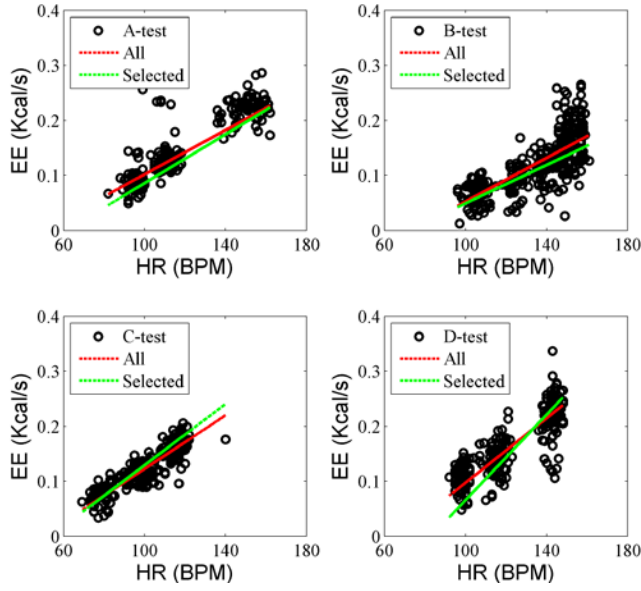 0.4
0.3
0.2
0.1
0
EE (Kcal/s)
A-test
All
Selected
60 100 140 180
HR (BPM)
0.4
0.3
0.2
0.1
0
EE (Kcal/s)
B-test
All
Selected
60 100 140 180
HR (BPM)
0.4
0.3
0.2
0.1
0
EE (Kcal/s)
C-test
All
Selected
60 100 140 180
HR (BPM)
0.4
0.3
0.2
0.1
0
EE (Kcal/s)
D-test
All
Selected
60 100 140 180
HR (BPM)